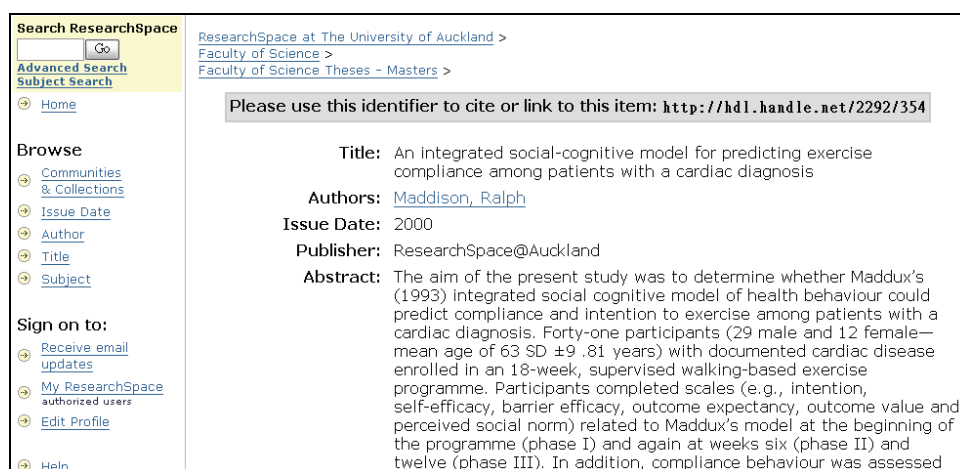 Search ResearchSpace
Go
Advanced Search
Subject Search
Home
Browse
Communities
& Collections
Issue Date
Author
Title
Subject
Sign on to:
Receive email
updates
My ResearchSpace
authorized users
Edit Profile
Help
ResearchSpace at The University of Auckland >
Faculty of Science >
Faculty of Science Theses - Masters >
Please use this identifier to cite or link to this item: http://hdl.handle.net/2292/354
Title: An integrated social-cognitive model for predicting exercise
compliance among patients with a cardiac diagnosis
Authors: Maddison, Ralph
Issue Date: 2000
Publisher: ResearchSpace@Auckland
Abstract: The aim of the present study was to determine whether Maddux's
(1993) integrated social cognitive model of health behaviour could
predict compliance and intention to exercise among patients with a
cardiac diagnosis. Forty-one participants (29 male and 12 female—
mean age of 63 SD ±9 .81 years) with documented cardiac disease
enrolled in an 18-week, supervised walking-based exercise
programme. Participants completed scales (e.g., intention,
self-efficacy, barrier efficacy, outcome expectancy, outcome value and
perceived social norm) related to Maddux's model at the beginning of
the programme (phase I) and again at weeks six (phase II) and
twelve (phase III). In addition, compliance behaviour was assessed